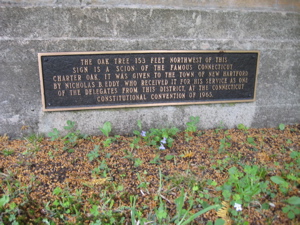 THE OAK TREE 153 FEET NORTHWEST OF THIS
SIGN IS A SCION OF THE FAMOUS CONNECTICUT
CHARTER OAK. IT WAS GIVEN TO THE TOWN OF NEW HARTFORD
BY NICHOLAS B. EDDY WHO RECEIVED IT FOR HIS SERVICE AS ONE
OF THE DELEGATES FROM THIS DISTRICT, AT THE CONNECTICUT
CONSTITUTIONAL CONVENTION OF 1965.